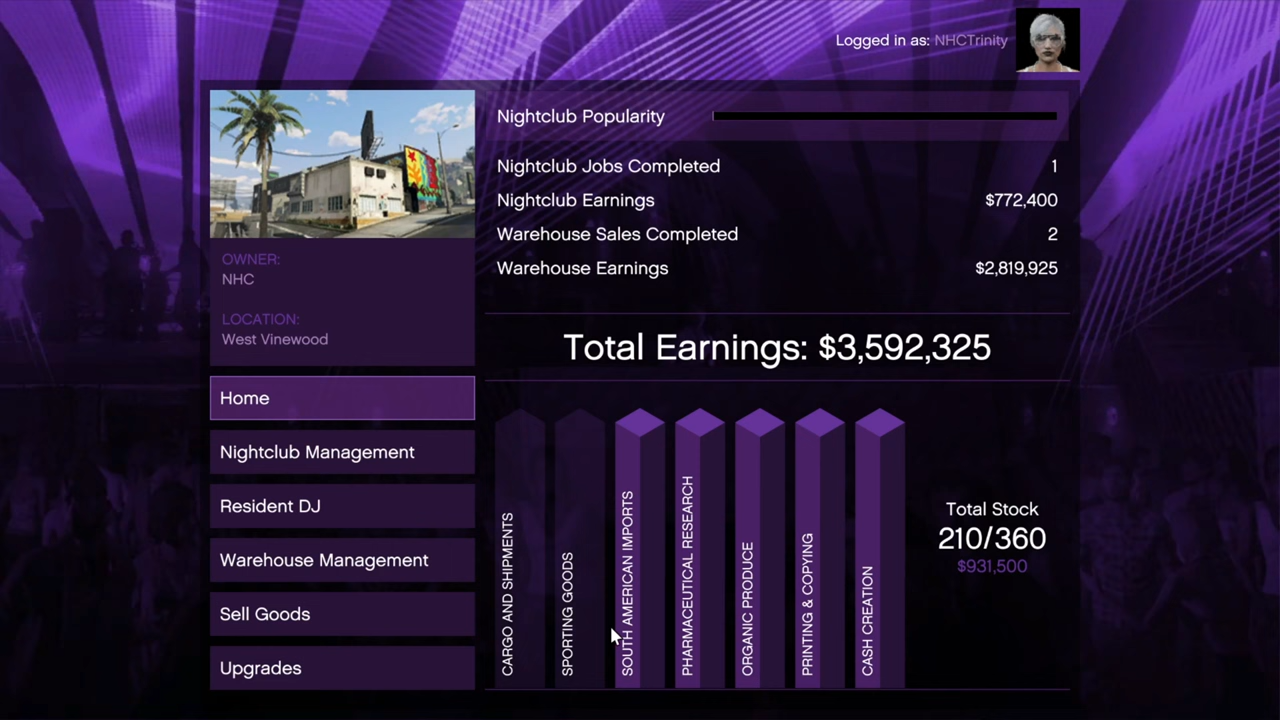 Logged in as: NHCTrinity
Nightclub Popularity
Nightclub Jobs Completed 1
Nightclub Earnings $772,400
Warehouse Sales Completed 2
Warehouse Earnings $2,819,925
OWNER:
NHC
LOCATION:
West Vinewood
Total Earnings: $3,592,325
Home
Nightclub Management
Resident DJ
Warehouse Management
Sell Goods
Upgrades
CARGO AND SHIPMENTS
SPORTING GOODS
SOUTH AMERICAN IMPORTS
PHARMACEUTICAL RESEARCH
ORGANIC PRODUCE
PRINTING & COPYING
CASH CREATION
Total Stock
210/360
$931,500